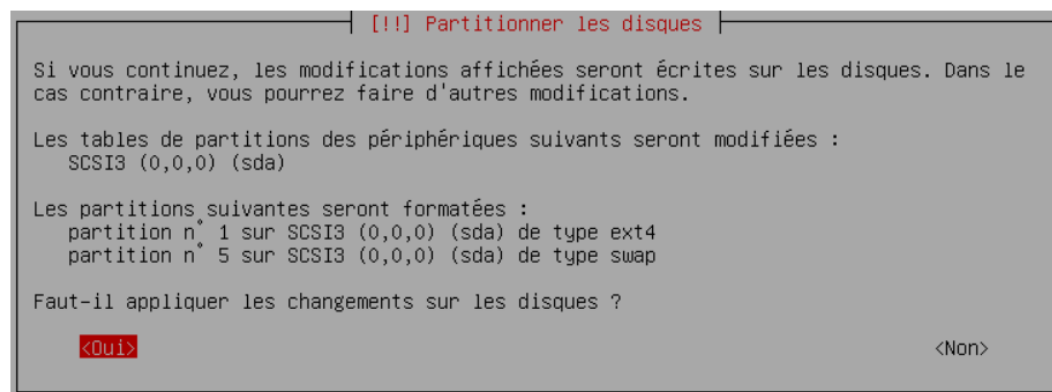 [!!] Partitionner les disques
Si vous continuez, les modifications affichées seront écrites sur les disques. Dans le
cas contraire, vous pourrez faire d'autres modifications.
Les tables de partitions des périphériques suivants seront modifiées :
SCSI3 (0,0,0) (sda)
Les partitions suivantes seront formatées :
partition n° 1 sur SCSI3 (0,0,0) (sda) de type ext4
partition n° 5 sur SCSI3 (0,0,0) (sda) de type swap
Faut-il appliquer les changements sur les disques ?
<Oui> <Non>